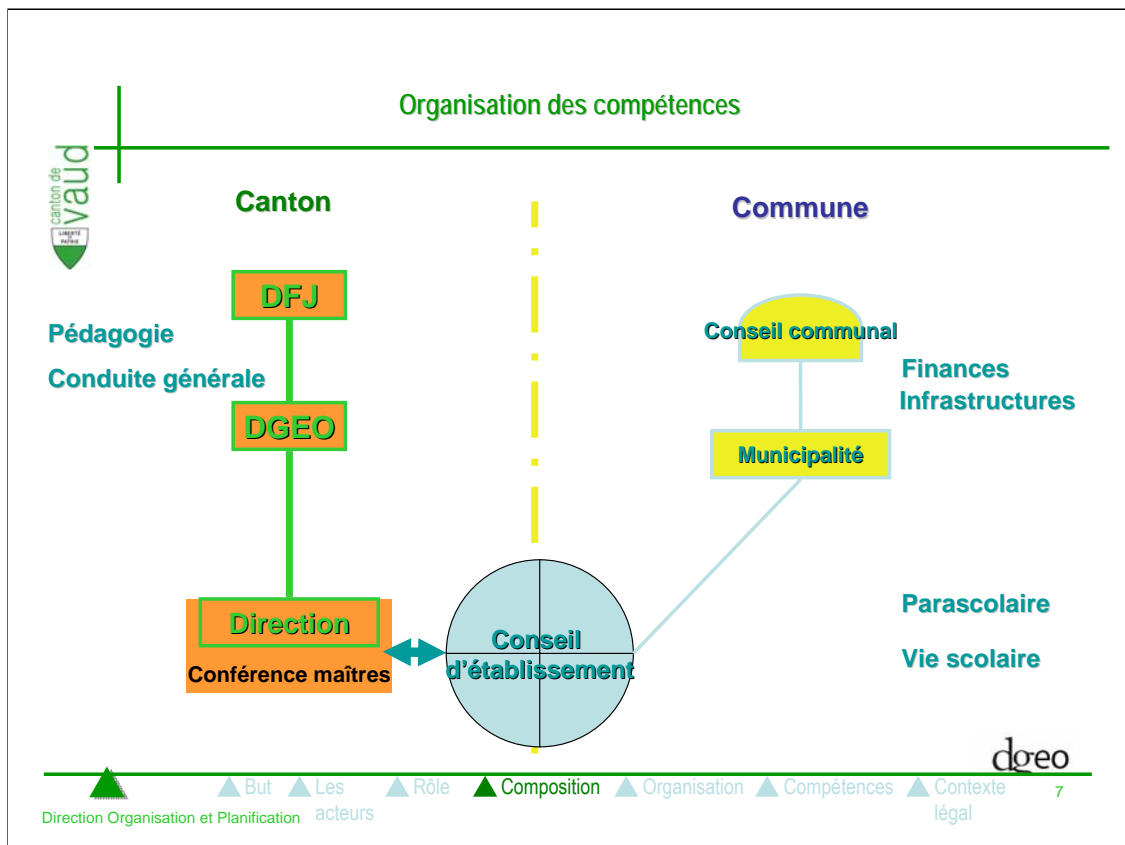 Organisation des compétences
canton de
vaud
LIBERTÉ
ET
PATRIE
Canton
Commune
DFJ
Pédagogie
Conduite générale
DGEO
Conseil communal
Finances
Infrastructures
Municipalité
Direction
Conférence maîtres
Conseil
d'établissement
Parascolaire
Vie scolaire
dgeo
But
Les
acteurs
Rôle
Composition
Organisation
Compétences
Contexte
légal
7
Direction Organisation et Planification